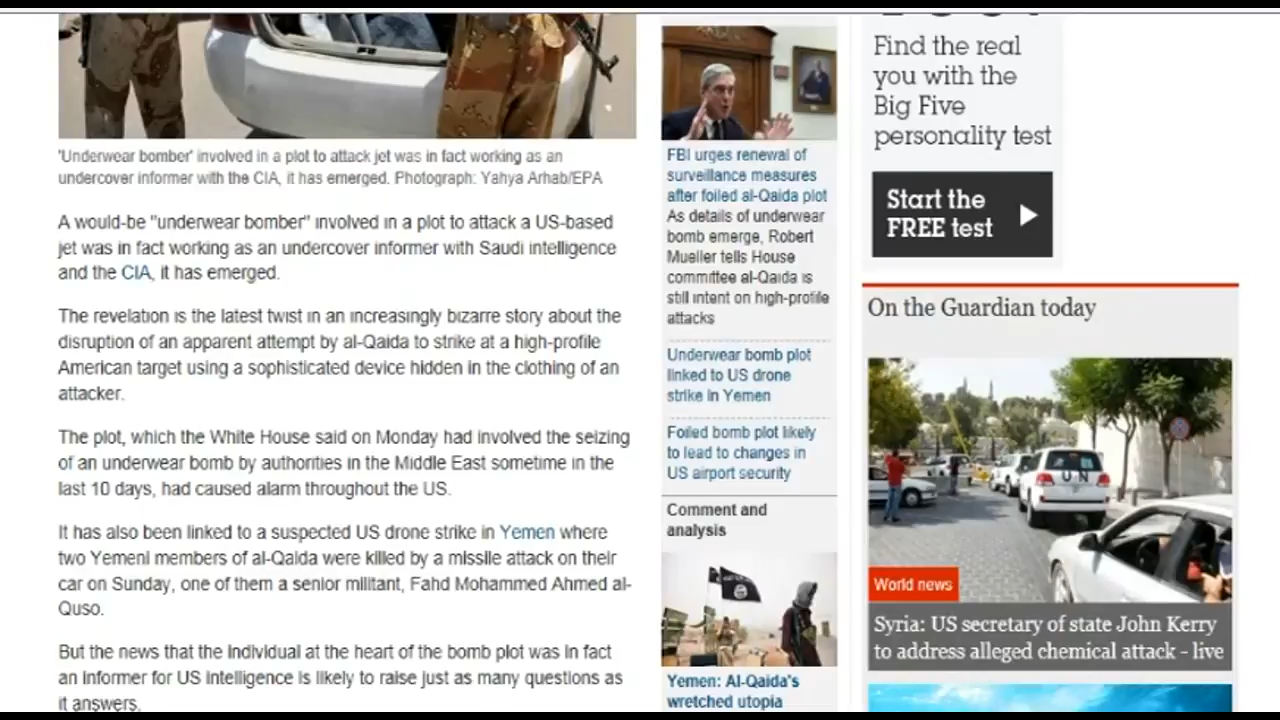 'Underwear bomber' involved in a plot to attack jet was in fact working as an
undercover informer with the CIA, it has emerged. Photograph: Yahya Arhab/EPA
A would-be "underwear bomber" involved in a plot to attack a US-based
jet was in fact working as an undercover informer with Saudi intelligence
and the CIA, it has emerged.
The revelation is the latest twist in an increasingly bizarre story about the
disruption of an apparent attempt by al-Qaida to strike at a high-profile
American target using a sophisticated device hidden in the clothing of an
attacker.
The plot, which the White House said on Monday had involved the seizing
of an underwear bomb by authorities in the Middle East sometime in the
last 10 days, had caused alarm throughout the US.
It has also been linked to a suspected US drone strike in Yemen where
two Yemeni members of al-Qaida were killed by a missile attack on their
car on Sunday, one of them a senior militant, Fahd Mohammed Ahmed al-
Quso.
But the news that the individual at the heart of the bomb plot was in fact
an informer for US intelligence is likely to raise just as many questions as
it answers.
FBI urges renewal of
surveillance measures
after foiled al-Qaida plot
As details of underwear
bomb emerge, Robert
Mueller tells House
committee al-Qaida is
still intent on high-profile
attacks
Underwear bomb plot
linked to US drone
strike in Yemen
Foiled bomb plot likely
to lead to changes in
US airport security
Comment and
analysis
Yemen: Al-Qaida's
wretched utopia
Find the real
you with the
Big Five
personality test
Start the
FREE test
On the Guardian today
UN
World news
Syria: US secretary of state John Kerry
to address alleged chemical attack - live